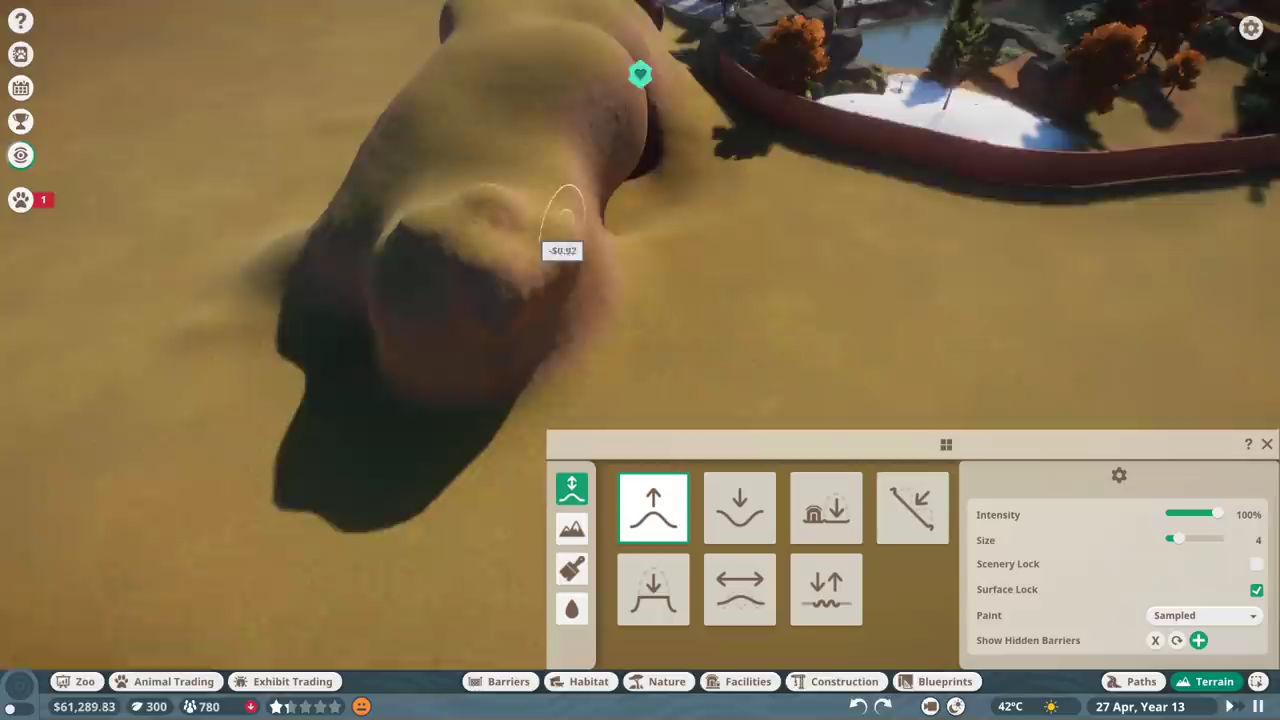 1
-$0.92
?
Intensity 100%
Size 4
Scenery Lock
Surface Lock
Paint Sampled
Show Hidden Barriers X
Zoo Animal Trading Exhibit Trading Barriers Habitat Nature Facilities Construction Blueprints Paths Terrain
$61,289.83 300 780 42°C 27 Apr, Year 13